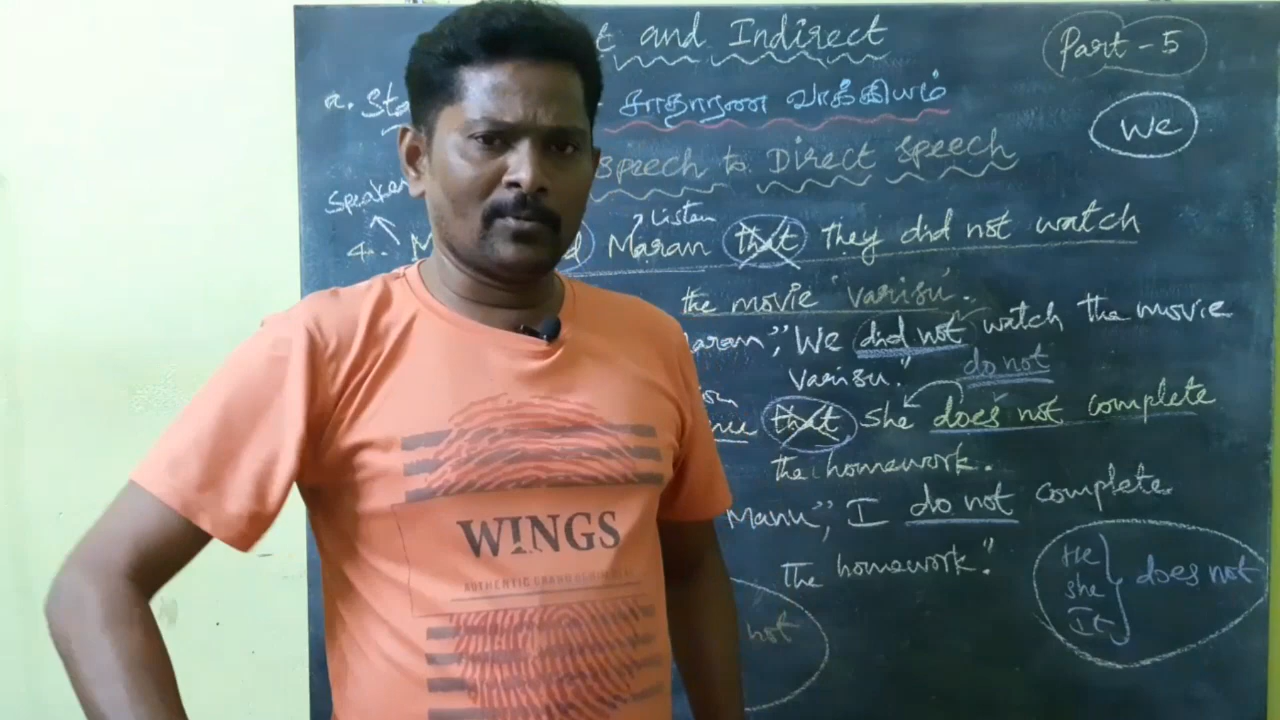 t and Indirect
Part - 5
a. Sta
சாதாரண வாக்கியம்
We
speech to Direct speech
Speaker
Listen
4. M
d Maran that they did not watch
the movie varisu.
aran", "We did not watch the movie
varisu."
do not
that she does not complete
the homework.
Manu", I do not complete
The homework."
He
she
It
does not
not
WINGS